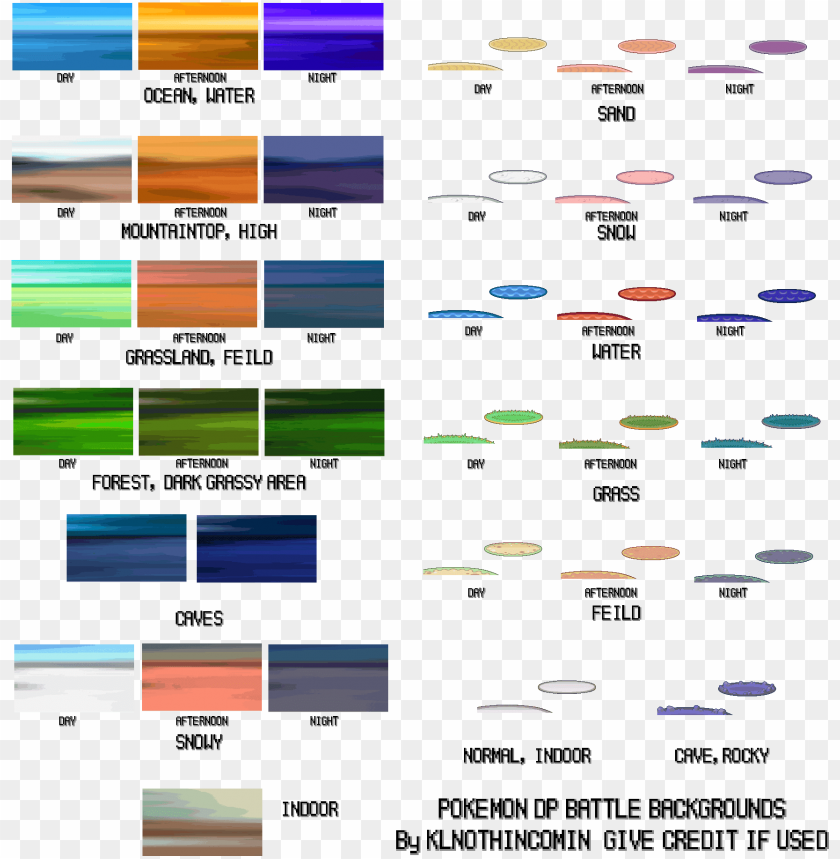 DAY AFTERNOON NIGHT
OCEAN, WATER
DAY AFTERNOON NIGHT
MOUNTAINTOP, HIGH
DAY AFTERNOON NIGHT
GRASSLAND, FEILD
DAY AFTERNOON NIGHT
FOREST, DARK GRASSY AREA
CAVES
DAY AFTERNOON NIGHT
SNOWY
INDOOR
DAY AFTERNOON NIGHT
SAND
DAY AFTERNOON NIGHT
SNOW
DAY AFTERNOON NIGHT
WATER
DAY AFTERNOON NIGHT
GRASS
DAY AFTERNOON NIGHT
FEILD
NORMAL, INDOOR CAVE, ROCKY
POKEMON DP BATTLE BACKGROUNDS
By KLNOTHINCOMIN GIVE CREDIT IF USED